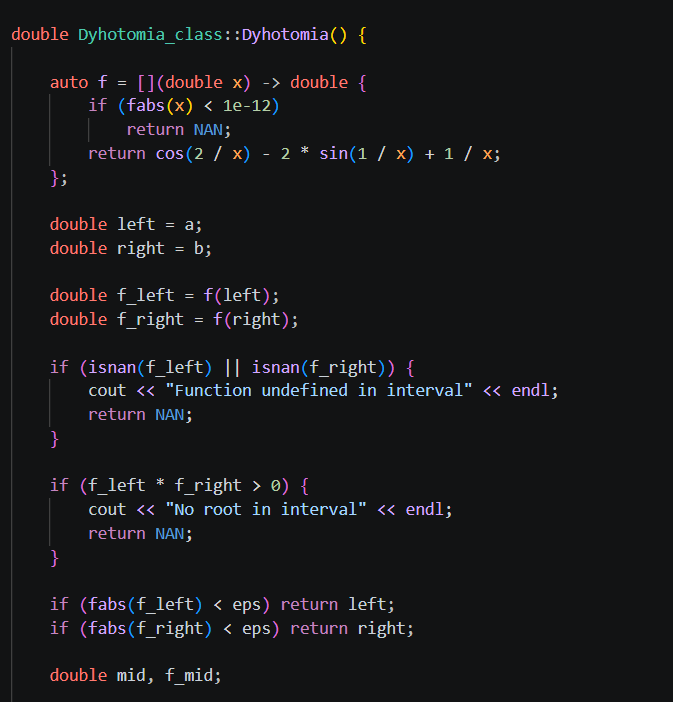 double Dyhotomia_class::Dyhotomia() {
auto f = [](double x) -> double {
if (fabs(x) < 1e-12)
return NAN;
return cos(2 / x) - 2 * sin(1 / x) + 1 / x;
};
double left = a;
double right = b;
double f_left = f(left);
double f_right = f(right);
if (isnan(f_left) || isnan(f_right)) {
cout << "Function undefined in interval" << endl;
return NAN;
}
if (f_left * f_right > 0) {
cout << "No root in interval" << endl;
return NAN;
}
if (fabs(f_left) < eps) return left;
if (fabs(f_right) < eps) return right;
double mid, f_mid;